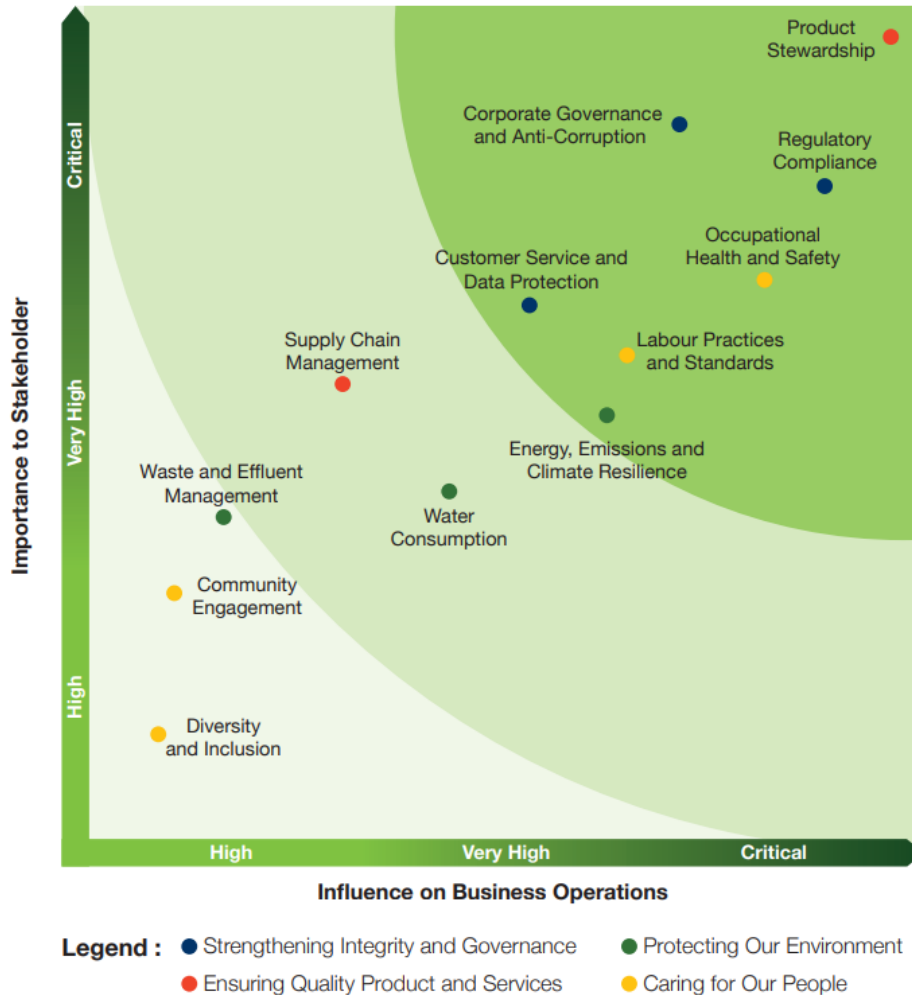 Product
Stewardship
Corporate Governance
and Anti-Corruption
Regulatory
Compliance
Occupational
Health and Safety
Customer Service and
Data Protection
Supply Chain
Management
Labour Practices
and Standards
Energy, Emissions and
Climate Resilience
Waste and Effluent
Management
Water
Consumption
Community
Engagement
Diversity
and Inclusion
Importance to Stakeholder
Critical
Very High
High
High
Very High
Critical
Influence on Business Operations
Legend :
Strengthening Integrity and Governance
Protecting Our Environment
Ensuring Quality Product and Services
Caring for Our People